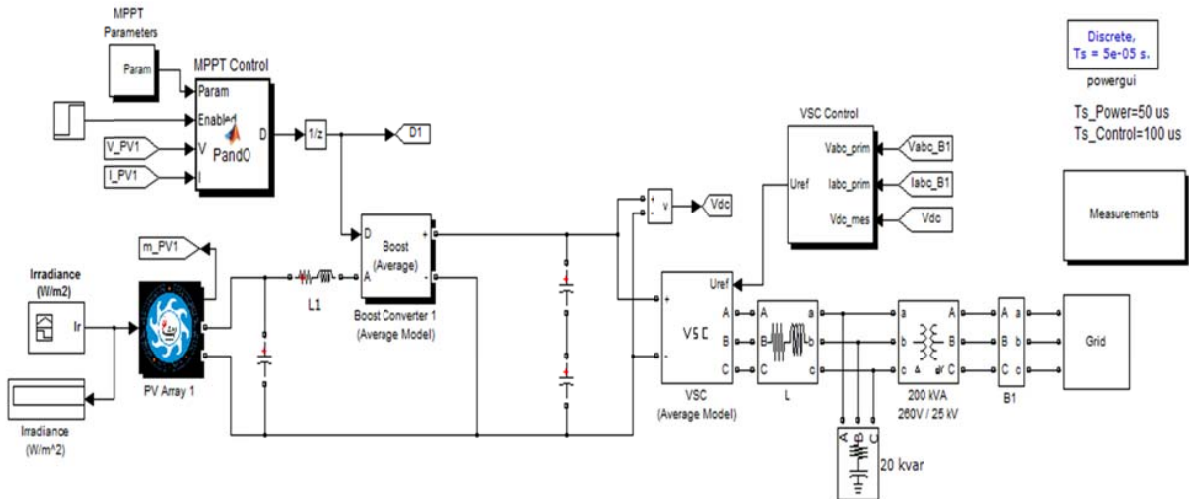 MPPT
Parameters
Param
MPPT Control
Param
Enabled
V
I
D
PandO
V_PV1
I_PV1
1/z
D1
Discrete,
Ts = 5e-05 s.
powergui
Ts_Power=50 us
Ts_Control=100 us
VSC Control
Vabc_prim
Iabc_prim
Vdc_mes
Uref
Vabc_B1
Iabc_B1
Vdc
Measurements
+
-
v
Vdc
m_PV1
D
A
Boost
(Average)
+
-
Boost Converter 1
(Average Model)
L1
Irradiance
(W/m2)
Ir
PV Array 1
Irradiance
(W/m^2)
Uref
+
-
VSC
A
B
C
VSC
(Average Model)
A
B
C
a
b
c
L
a
b
c
Δ
A
B
C
200 kVA
260V / 25 kV
A
B
C
a
b
c
B1
Grid
A
B
C
20 kvar